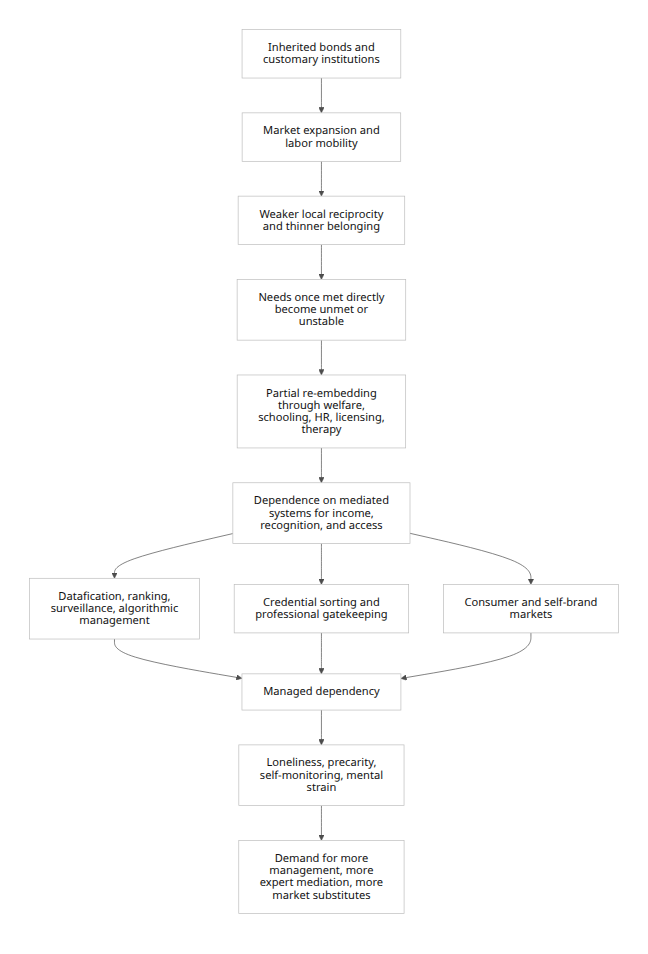 Inherited bonds and
customary institutions
Market expansion and
labor mobility
Weaker local reciprocity
and thinner belonging
Needs once met directly
become unmet or
unstable
Partial re-embedding
through welfare,
schooling, HR, licensing,
therapy
Dependence on mediated
systems for income,
recognition, and access
Datafication, ranking,
surveillance, algorithmic
management
Credential sorting and
professional gatekeeping
Consumer and self-brand
markets
Managed dependency
Loneliness, precarity,
self-monitoring, mental
strain
Demand for more
management, more
expert mediation, more
market substitutes